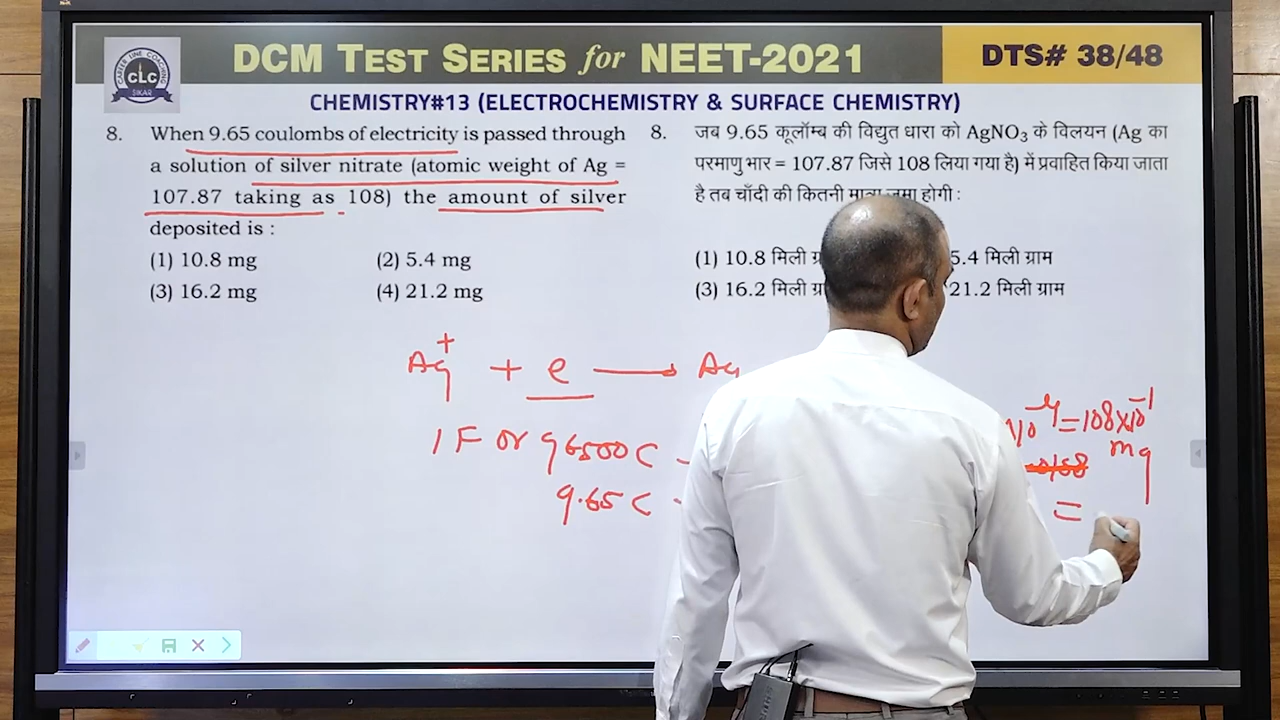 DCM TEST SERIES for NEET-2021
DTS# 38/48
CAREER LINE COACHING
CLC
SIKAR
CHEMISTRY#13 (ELECTROCHEMISTRY & SURFACE CHEMISTRY)
8. When 9.65 coulombs of electricity is passed through
a solution of silver nitrate (atomic weight of Ag =
107.87 taking as 108) the amount of silver
deposited is :
(1) 10.8 mg (2) 5.4 mg
(3) 16.2 mg (4) 21.2 mg
8. जब 9.65 कूलॉम्ब की विद्युत धारा को AgNO₃ के विलयन (Ag का
परमाणु भार = 107.87 जिसे 108 लिया गया है) में प्रवाहित किया जाता
है तब चाँदी की कितनी मात्रा जमा होगी :
(1) 10.8 मिली 5.4 मिली ग्राम
(3) 16.2 मिली 21.2 मिली ग्राम
Ag⁺ + e → Ag
1 F or 96500 C
9.65 C
10⁻⁴ = 108×10⁻¹
mg
=